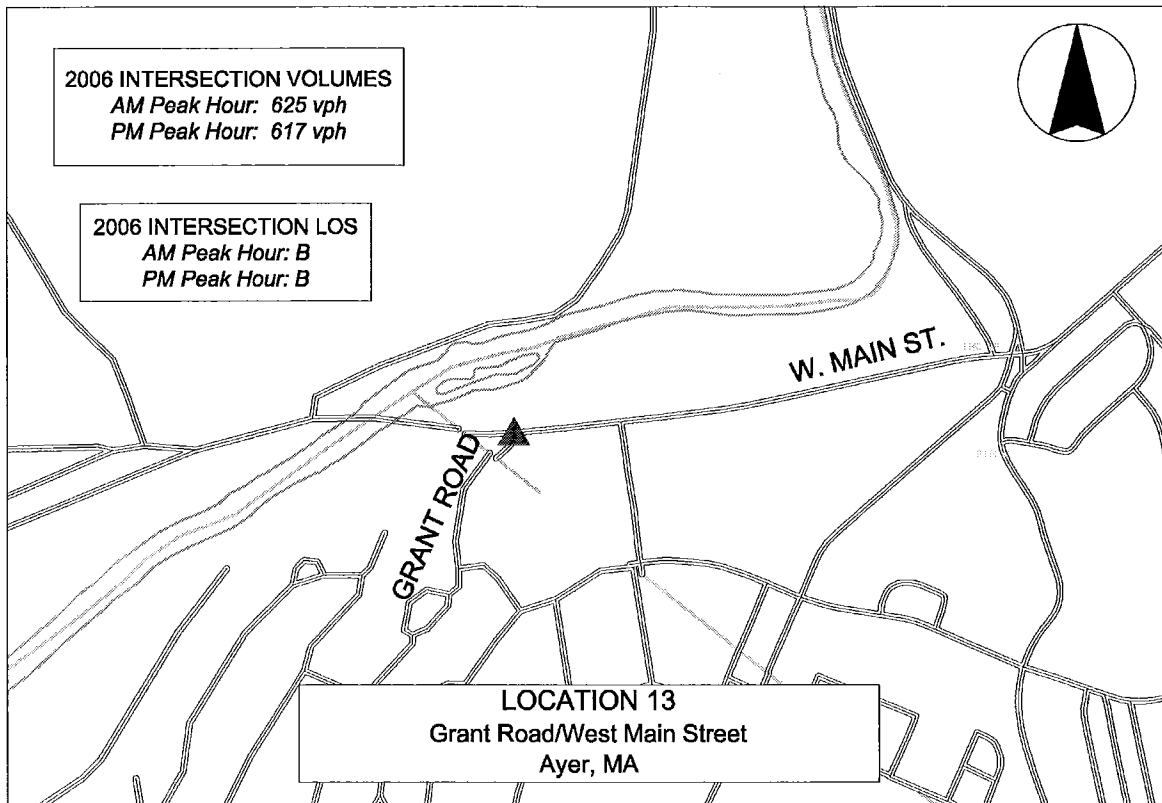 2006 INTERSECTION VOLUMES
AM Peak Hour: 625 vph
PM Peak Hour: 617 vph
2006 INTERSECTION LOS
AM Peak Hour: B
PM Peak Hour: B
W. MAIN ST.
GRANT ROAD
LOCATION 13
Grant Road/West Main Street
Ayer, MA